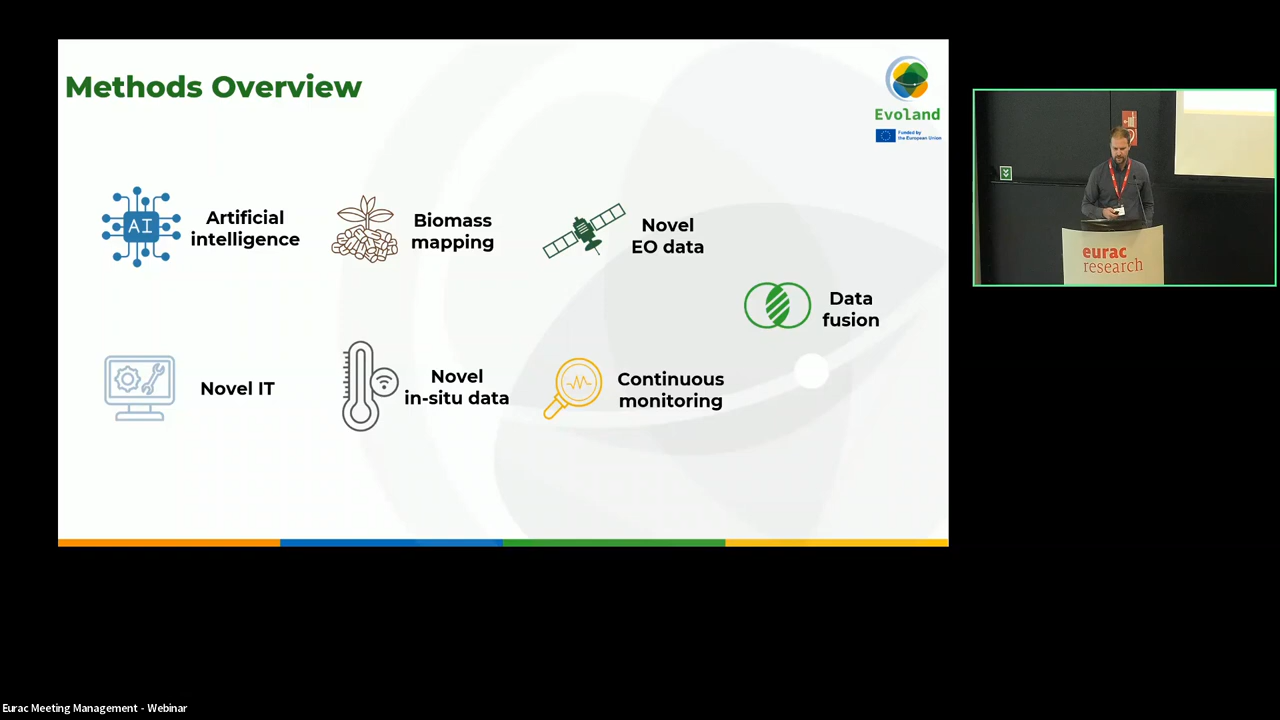 Methods Overview
Evoland
Funded by
the European Union
AI
Artificial
intelligence
Biomass
mapping
Novel
EO data
Data
fusion
Novel IT
Novel
in-situ data
Continuous
monitoring
eurac
research
Eurac Meeting Management - Webinar